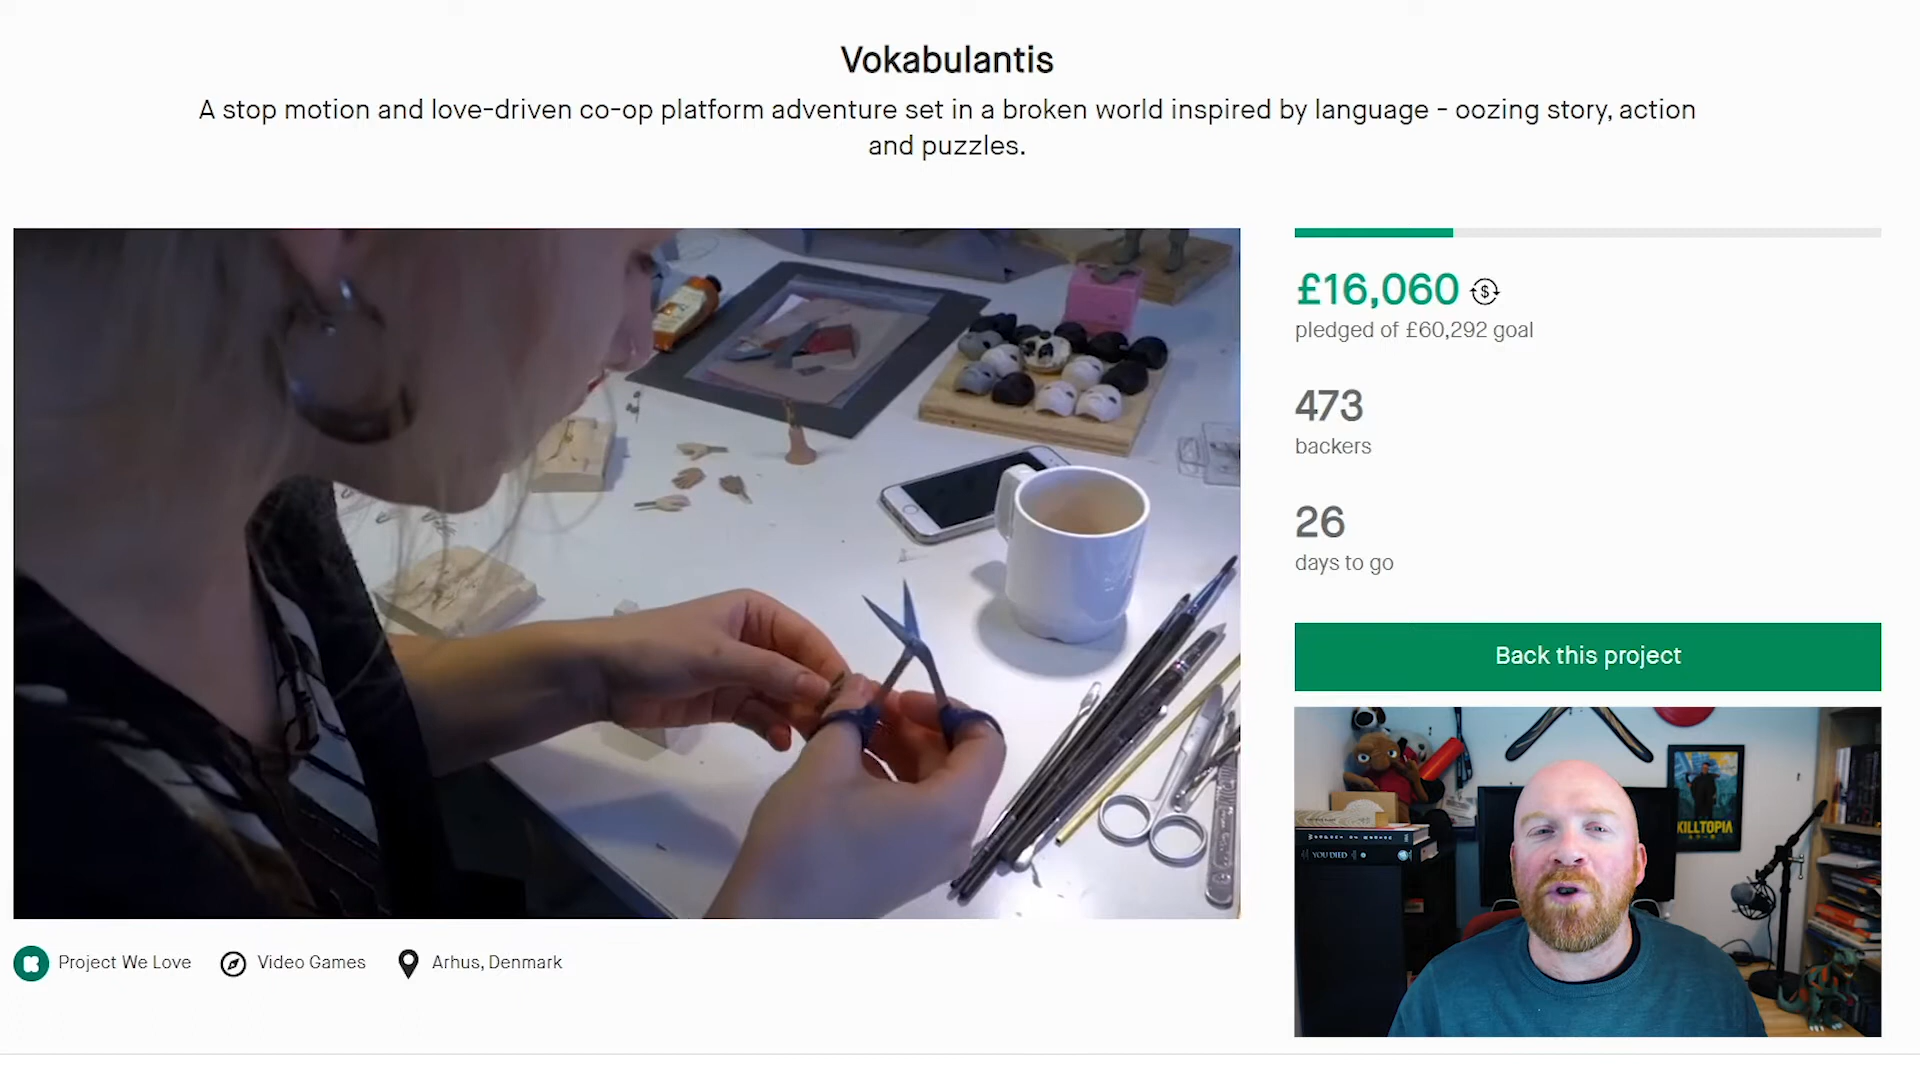 Vokabulantis
A stop motion and love-driven co-op platform adventure set in a broken world inspired by language - oozing story, action
and puzzles.
£16,060
pledged of £60,292 goal
473
backers
26
days to go
Back this project
KILLTOPIA
YOU DIED
Project We Love
Video Games
Arhus, Denmark